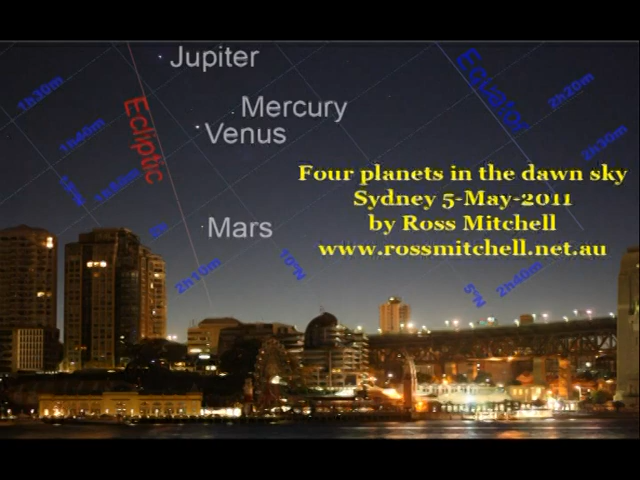 Jupiter
Ecuator
1h30m
2h20m
Mercury
Ecliptic
Venus
1h40m
2h30m
Four planets in the dawn sky
1h50m
Sydney 5-May-2011
by Ross Mitchell
Mars
2h
www.rossmitchell.net.au
10°N
2h10m
2h40m
5°N